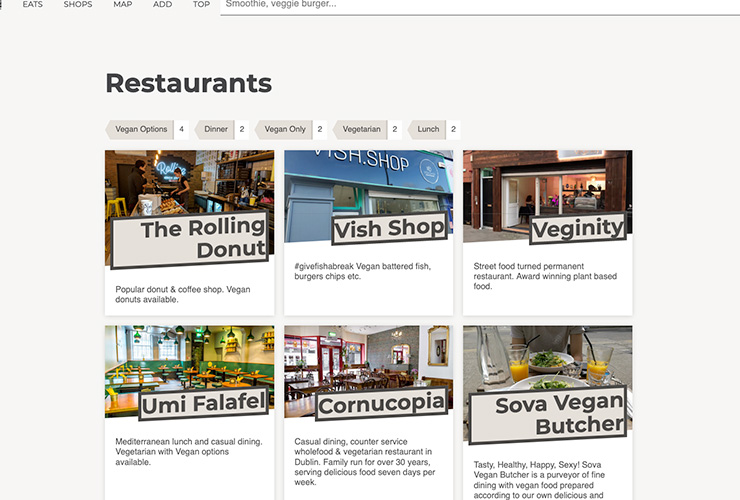 EATS SHOPS MAP ADD TOP Smoothie, veggie burger...
Restaurants
Vegan Options 4 Dinner 2 Vegan Only 2 Vegetarian 2 Lunch 2
Rolling
The Rolling
Donut
Popular donut & coffee shop. Vegan
donuts available.
VISH.SHOP
Vish Shop
#givefishabreak Vegan battered fish,
burgers chips etc.
Veginity
Street food turned permanent
restaurant. Award winning plant based
food.
Umi Falafel
Mediterranean lunch and casual dining.
Vegetarian with Vegan options
available.
Cornucopia
Casual dining, counter service
wholefood & vegetarian restaurant in
Dublin. Family run for over 30 years,
serving delicious food seven days per
week.
Sova Vegan
Butcher
Tasty, Healthy, Happy, Sexy! Sova
Vegan Butcher is a purveyor of fine
dining with vegan food prepared
according to our own delicious and